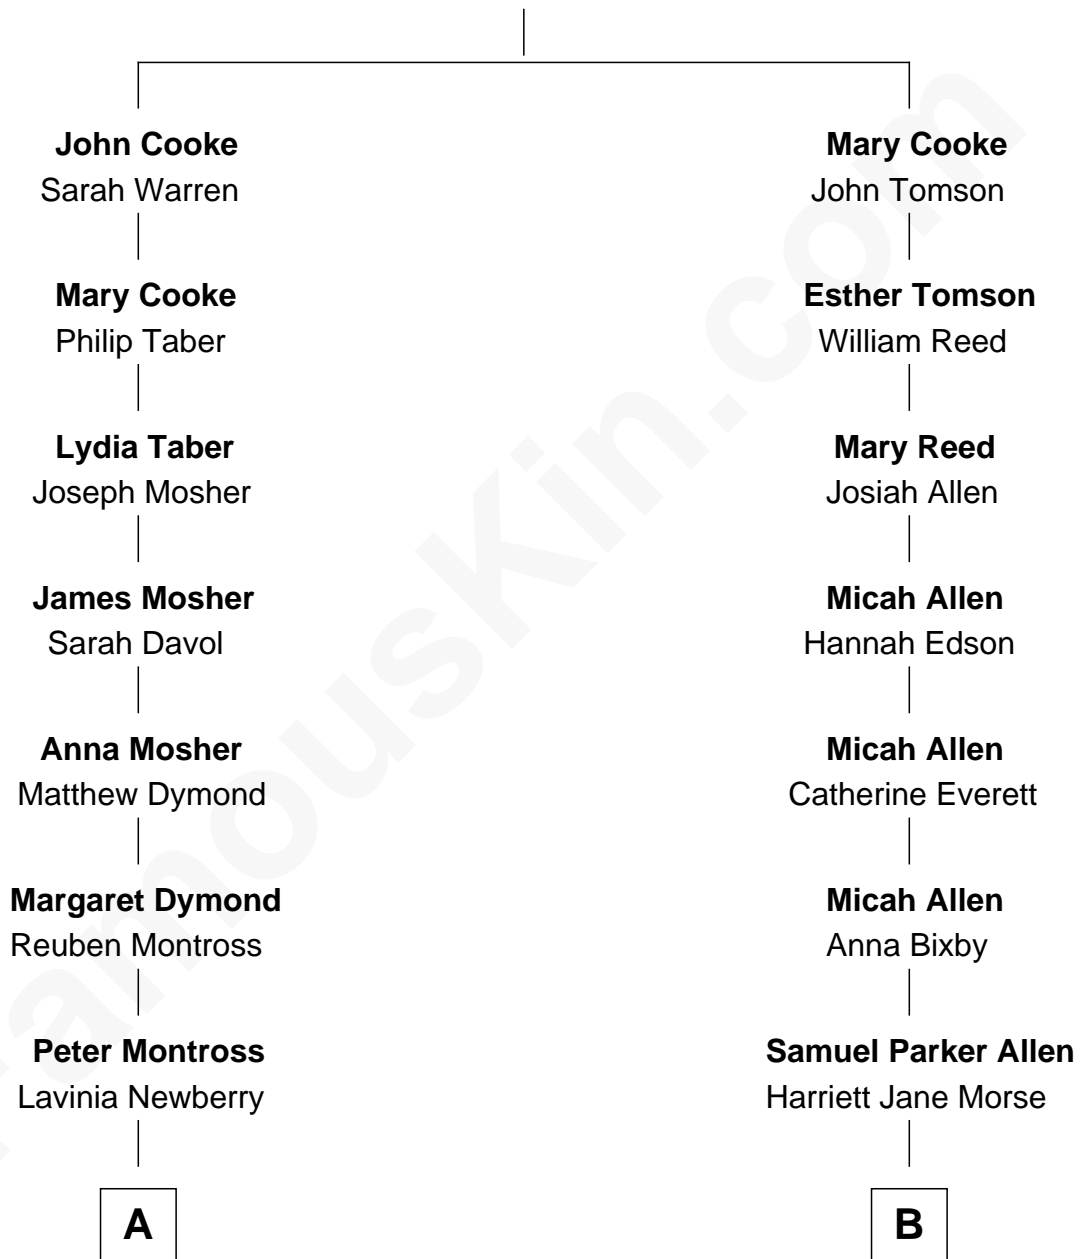 John Cooke
Sarah Warren
Mary Cooke
John Tomson
Mary Cooke
Philip Taber
Esther Tomson
William Reed
Lydia Taber
Joseph Mosher
Mary Reed
Josiah Allen
James Mosher
Sarah Davol
Micah Allen
Hannah Edson
Anna Mosher
Matthew Dymond
Micah Allen
Catherine Everett
Margaret Dymond
Reuben Montross
Micah Allen
Anna Bixby
Peter Montross
Lavinia Newberry
Samuel Parker Allen
Harriett Jane Morse
A
B
FamousKin.com